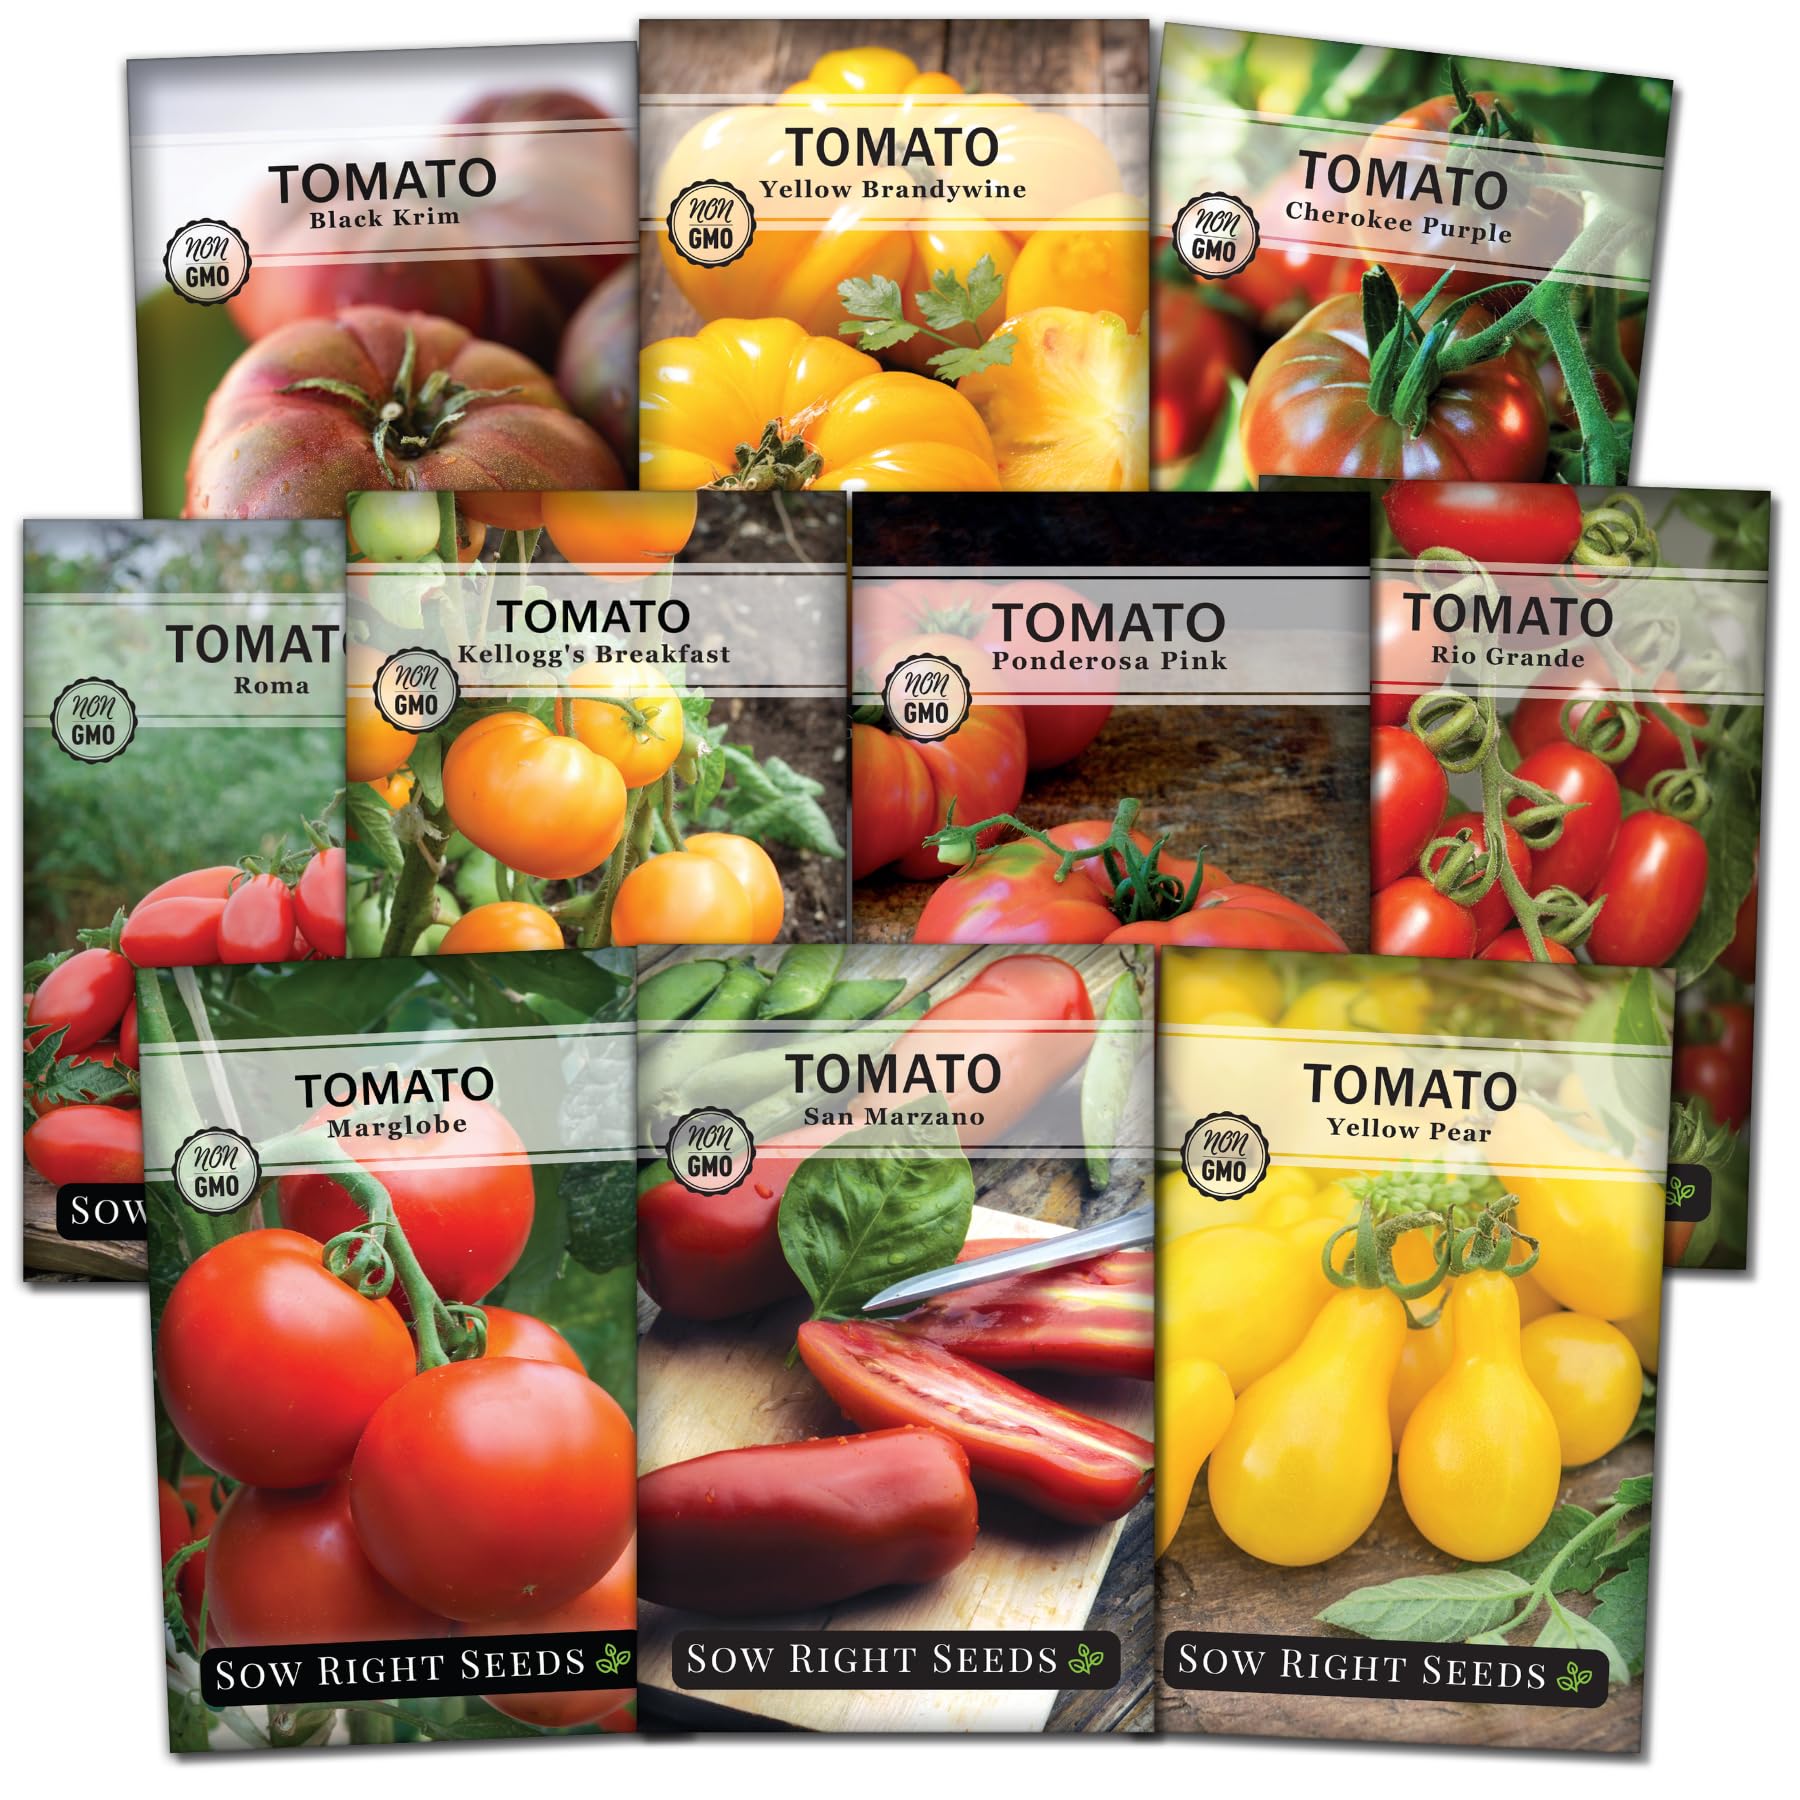 TOMATO
Black Krim
non
GMO
TOMATO
Yellow Brandywine
non
GMO
TOMATO
Cherokee Purple
non
GMO
TOMAT
Roma
non
GMO
TOMATO
Kellogg's Breakfast
non
GMO
TOMATO
Ponderosa Pink
non
GMO
TOMATO
Rio Grande
SOW
TOMATO
Marglobe
non
GMO
SOW RIGHT SEEDS
TOMATO
San Marzano
non
GMO
SOW RIGHT SEEDS
TOMATO
Yellow Pear
non
GMO
SOW RIGHT SEEDS